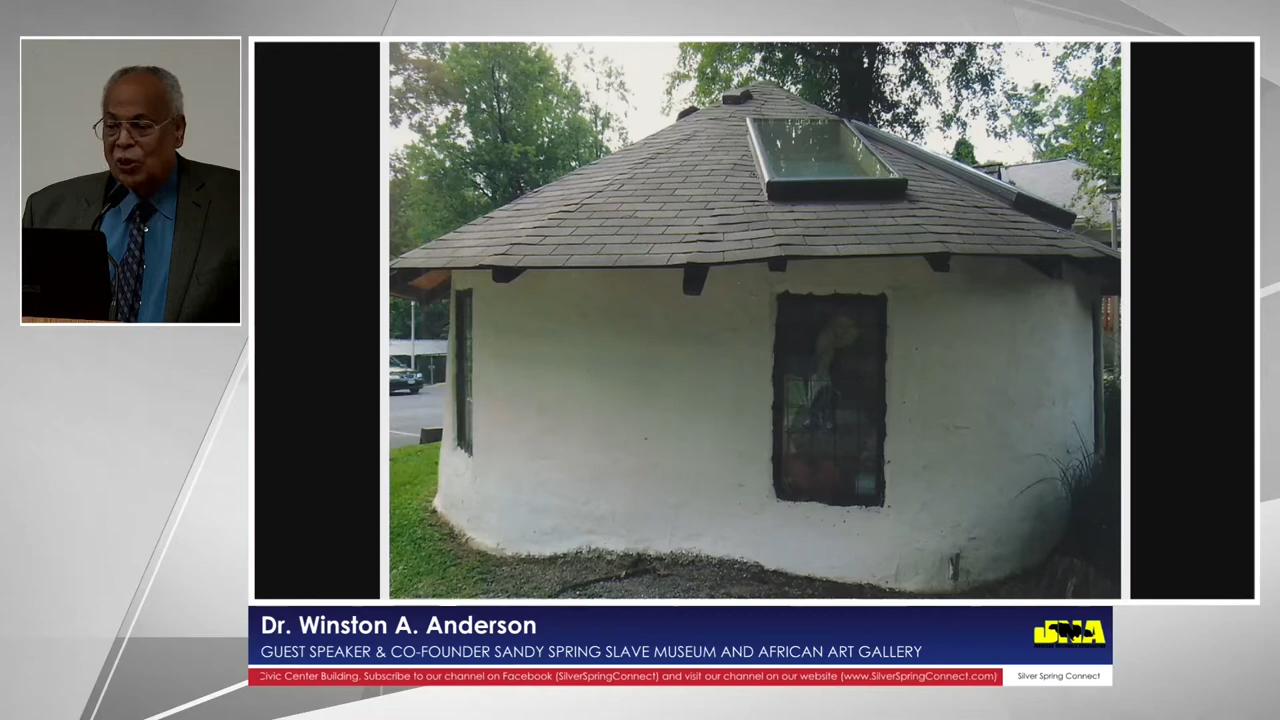 Dr. Winston A. Anderson
GUEST SPEAKER & CO-FOUNDER SANDY SPRING SLAVE MUSEUM AND AFRICAN ART GALLERY
JNA
Civic Center Building. Subscribe to our channel on Facebook (SilverSpringConnect) and visit our channel on our website (www.SilverSpringConnect.com)
Silver Spring Connect